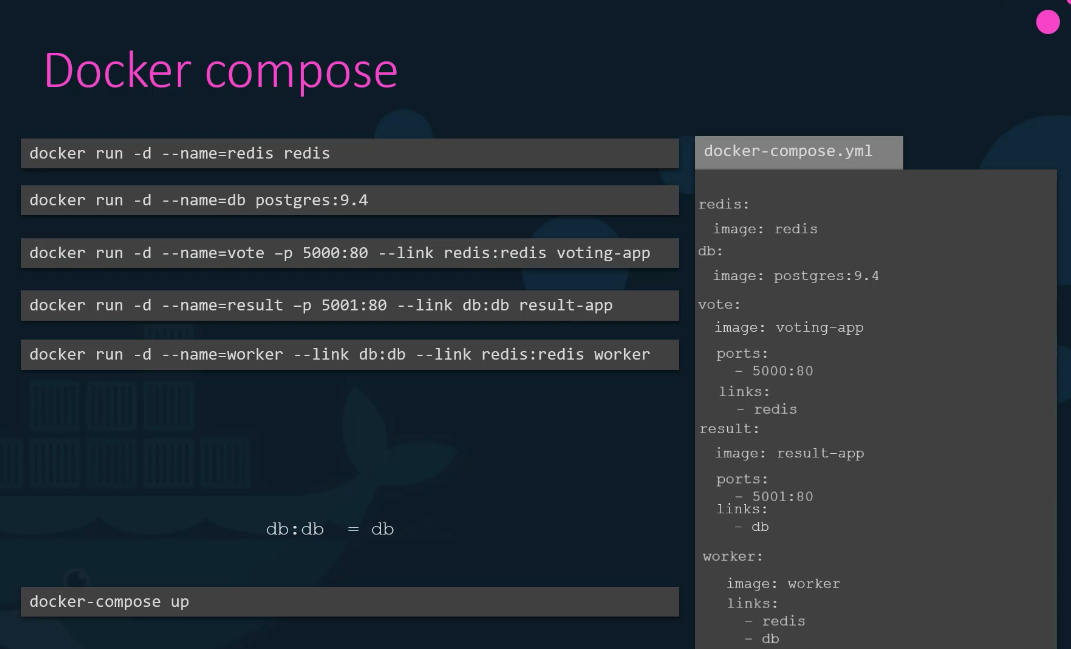 Docker compose
docker run -d --name=redis redis
docker run -d --name=db postgres:9.4
docker run -d --name=vote –p 5000:80 --link redis:redis voting-app
docker run -d --name=result –p 5001:80 --link db:db result-app
docker run -d --name=worker --link db:db --link redis:redis worker
db:db = db
docker-compose up
docker-compose.yml
redis:
image: redis
db:
image: postgres:9.4
vote:
image: voting-app
ports:
- 5000:80
links:
- redis
result:
image: result-app
ports:
- 5001:80
links:
- db
worker:
image: worker
links:
- redis
- db